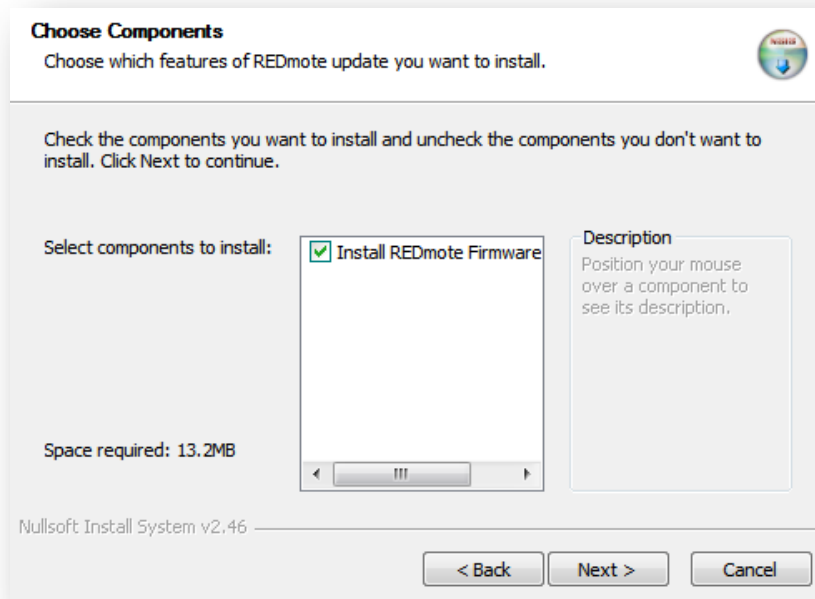 Choose Components
Choose which features of REDmote update you want to install.
Check the components you want to install and uncheck the components you don't want to
install. Click Next to continue.
Select components to install:
Install REDmote Firmware
Description
Position your mouse
over a component to
see its description.
Space required: 13.2MB
Nullsoft Install System v2.46
< Back
Next >
Cancel